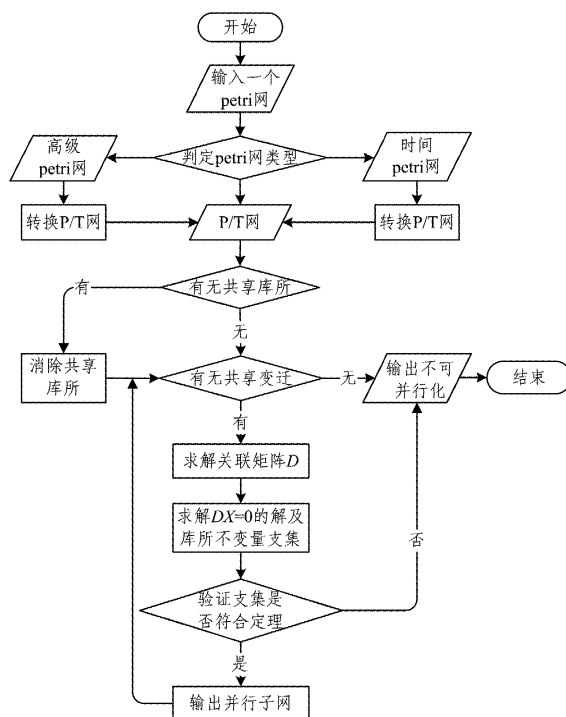 开始
输入一个
petri网
高级
petri网
判定petri网类型
时间
petri网
转换P/T网
P/T网
转换P/T网
有无共享库所
有
无
消除共享
库所
有无共享变迁
无
输出不可
并行化
结束
有
求解关联矩阵D
求解DX=0的解及
库所不变量支集
否
验证支集是
否符合定理
是
输出并行子网